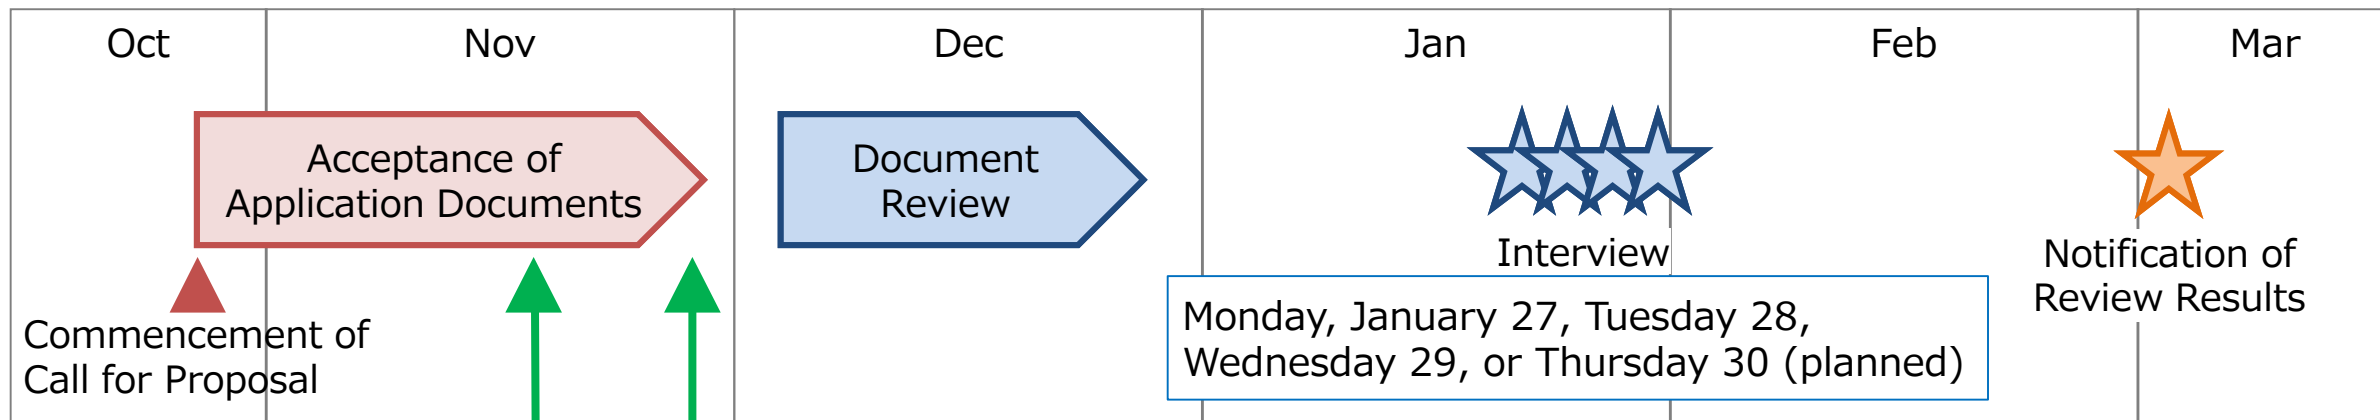 Oct
Nov
Dec
Jan
Feb
Mar
Acceptance of
Application Documents
Document
Review
Interview
Notification of
Review Results
Commencement of
Call for Proposal
Monday, January 27, Tuesday 28,
Wednesday 29, or Thursday 30 (planned)